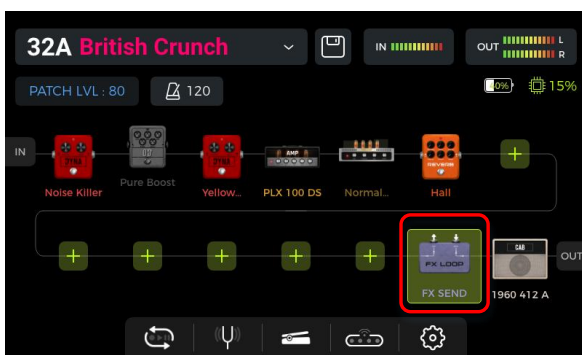 32A British Crunch
IN
OUT
L
R
PATCH LVL : 80
120
15%
IN
AMP
REVERB
Noise Killer
Pure Boost
Yellow...
PLX 100 DS
Normal...
Hall
CAB
FX LOOP
OUT
FX SEND
1960 412 A